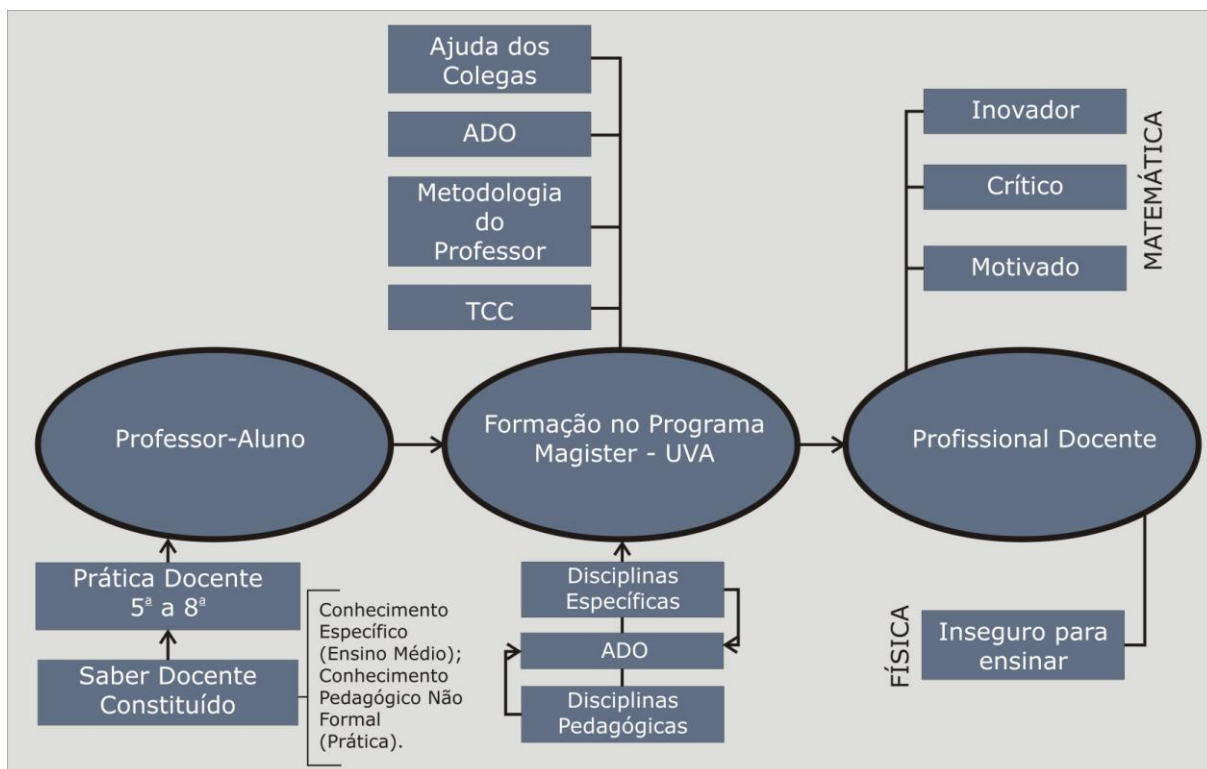 Ajuda dos
Colegas
ADO
Metodologia
do
Professor
TCC
Inovador
Crítico
Motivado
MATEMÁTICA
Professor-Aluno
Formação no Programa
Magister - UVA
Profissional Docente
Prática Docente
5ª a 8ª
Saber Docente
Constituído
Conhecimento
Específico
(Ensino Médio);
Conhecimento
Pedagógico Não
Formal
(Prática).
Disciplinas
Específicas
ADO
Disciplinas
Pedagógicas
FÍSICA
Inseguro para
ensinar